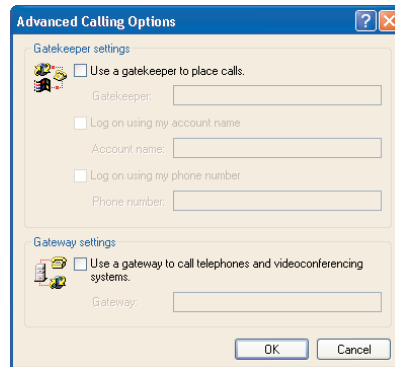 Advanced Calling Options
Gatekeeper settings
Use a gatekeeper to place calls.
Gatekeeper:
Log on using my account name
Account name:
Log on using my phone number
Phone number:
Gateway settings
Use a gateway to call telephones and videoconferencing
systems.
Gateway:
OK Cancel